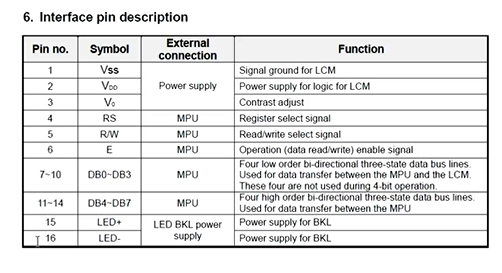 6. Interface pin description
Pin no. Symbol External connection Function
1 Vss Power supply Signal ground for LCM
2 VDD Power supply for logic for LCM
3 V0 Contrast adjust
4 RS MPU Register select signal
5 R/W MPU Read/write select signal
6 E MPU Operation (data read/write) enable signal
7~10 DB0~DB3 MPU Four low order bi-directional three-state data bus lines.
Used for data transfer between the MPU and the LCM.
These four are not used during 4-bit operation.
11~14 DB4~DB7 MPU Four high order bi-directional three-state data bus lines.
Used for data transfer between the MPU
15 LED+ LED BKL power supply Power supply for BKL
16 LED- Power supply for BKL